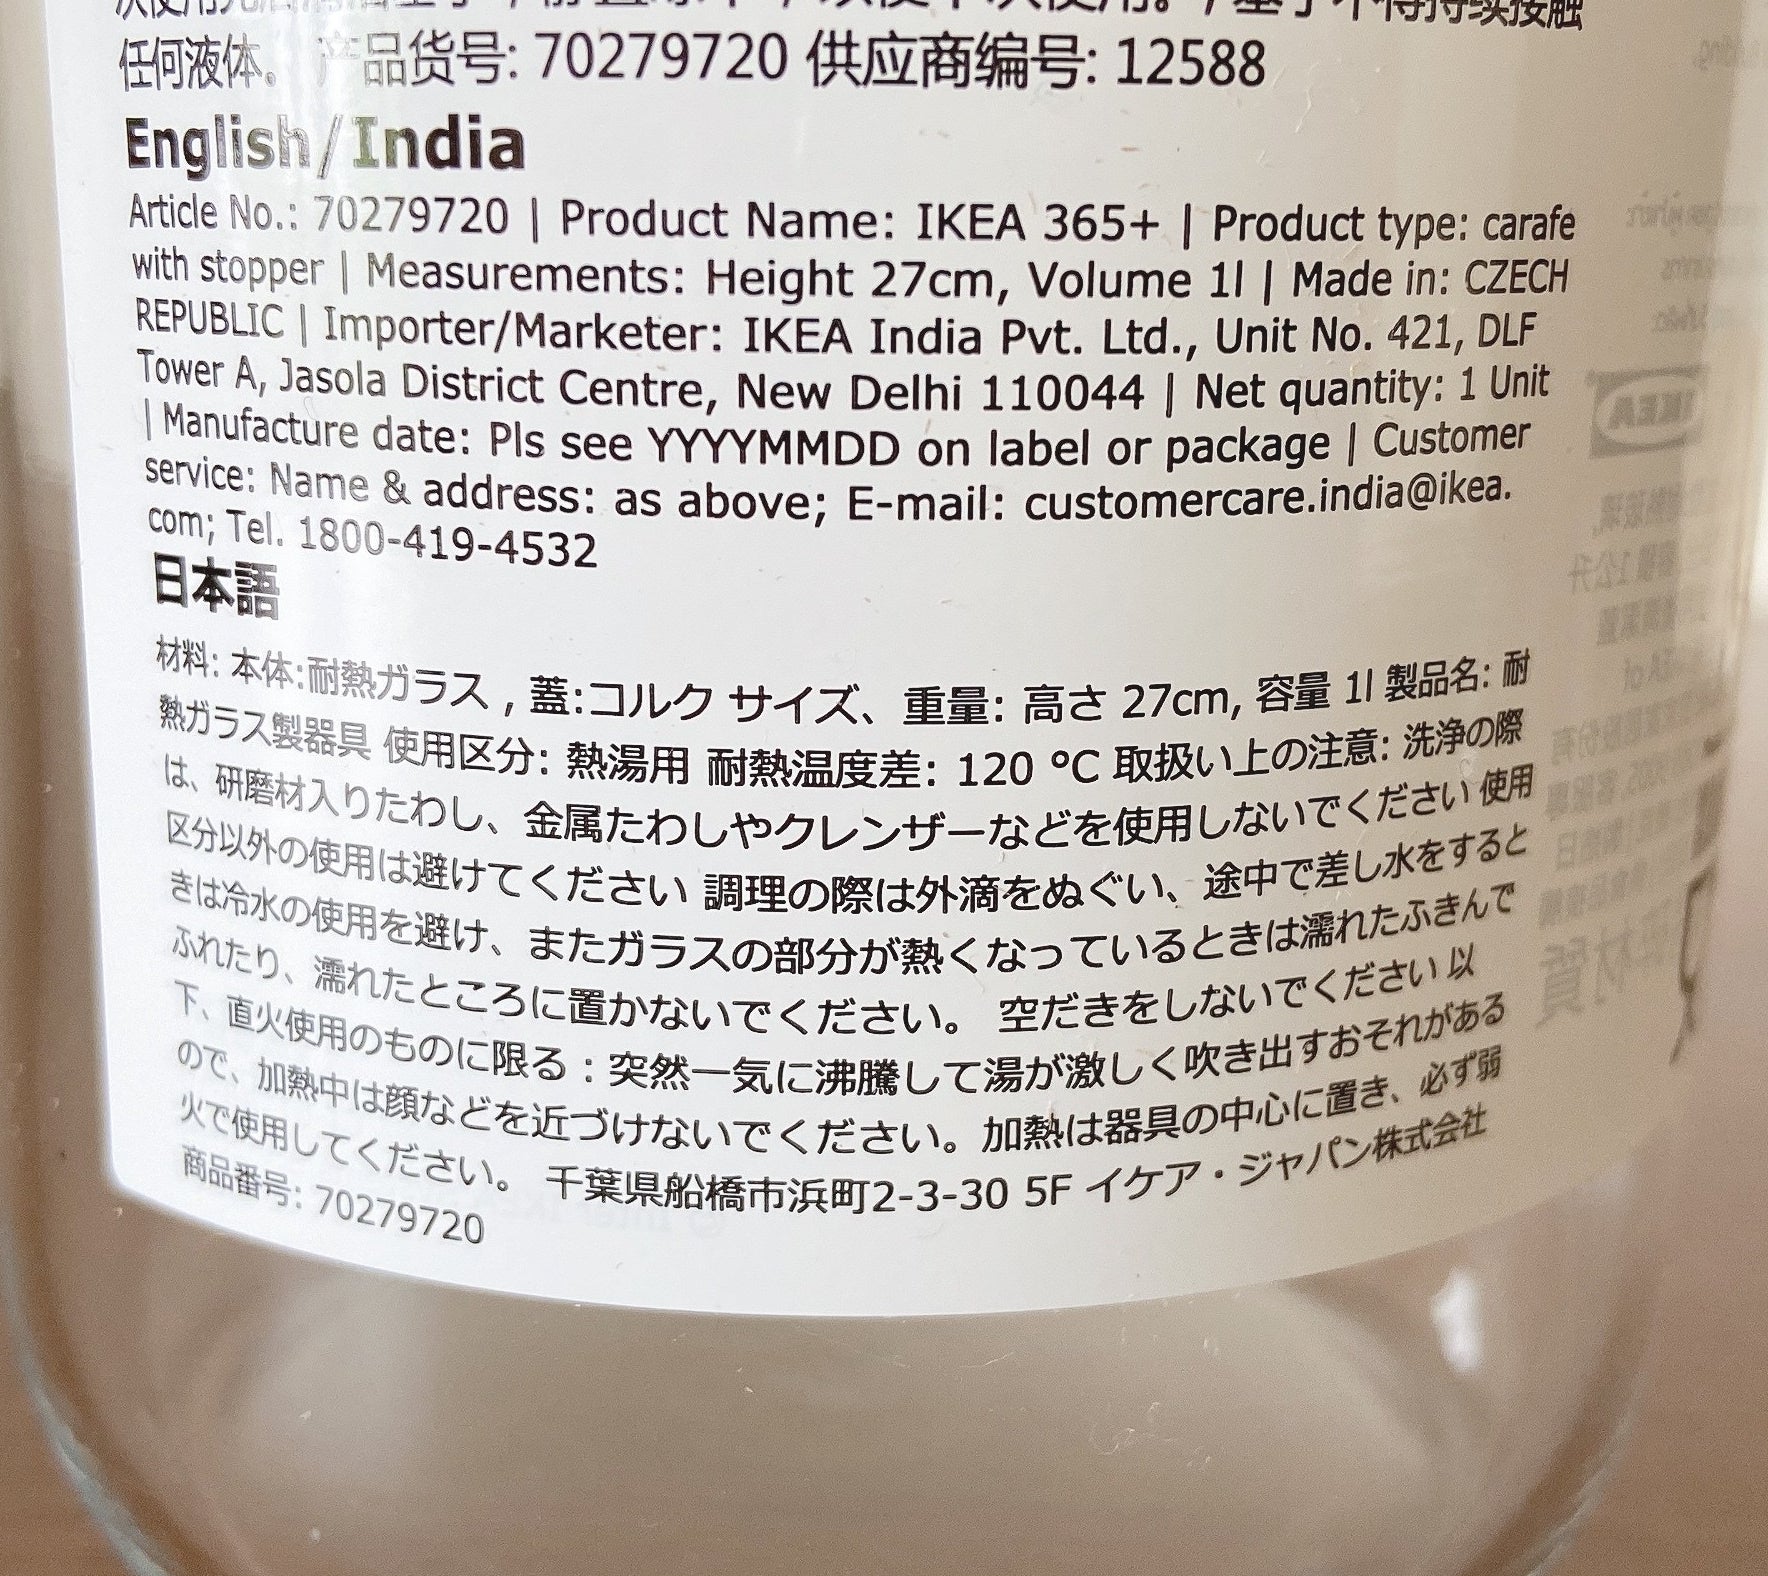 任何液体。 产品货号: 70279720 供应商编号: 12588
English/India
Article No.: 70279720 | Product Name: IKEA 365+ | Product type: carafe
with stopper | Measurements: Height 27cm, Volume 1l | Made in: CZECH
REPUBLIC | Importer/Marketer: IKEA India Pvt. Ltd., Unit No. 421, DLF
Tower A, Jasola District Centre, New Delhi 110044 | Net quantity: 1 Unit
| Manufacture date: Pls see YYYYMMDD on label or package | Customer
service: Name & address: as above; E-mail: customercare.india@ikea.
com; Tel. 1800-419-4532
日本語
材料: 本体:耐熱ガラス , 蓋:コルク サイズ、重量: 高さ 27cm, 容量 1l 製品名: 耐
熱ガラス製器具 使用区分: 熱湯用 耐熱温度差: 120 °C 取扱い上の注意: 洗浄の際
は、研磨材入りたわし、金属たわしやクレンザーなどを使用しないでください 使用
区分以外の使用は避けてください 調理の際は外滴をぬぐい、途中で差し水をすると
きは冷水の使用を避け、またガラスの部分が熱くなっているときは濡れたふきんで
ふれたり、濡れたところに置かないでください。 空だきをしないでください 以
下、直火使用のものに限る : 突然一気に沸騰して湯が激しく吹き出すおそれがある
ので、加熱中は顔などを近づけないでください。加熱は器具の中心に置き、必ず弱
火で使用してください。 千葉県船橋市浜町2-3-30 5F イケア・ジャパン株式会社
商品番号: 70279720